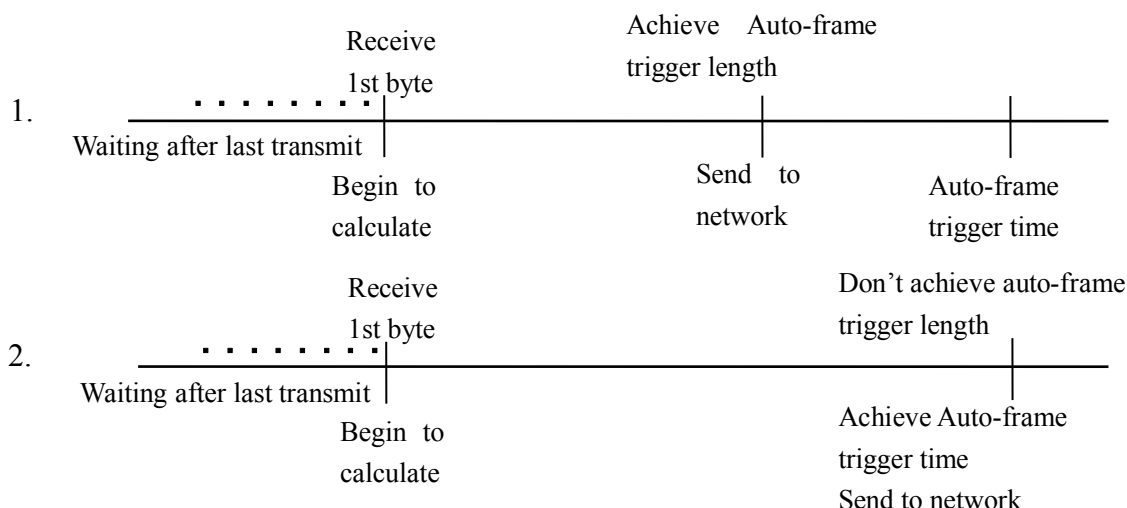 Receive
1st byte
Achieve Auto-frame
trigger length
1.
Waiting after last transmit
Begin to
calculate
Send to
network
Auto-frame
trigger time
Receive
1st byte
Don’t achieve auto-frame
trigger length
2.
Waiting after last transmit
Begin to
calculate
Achieve Auto-frame
trigger time
Send to network